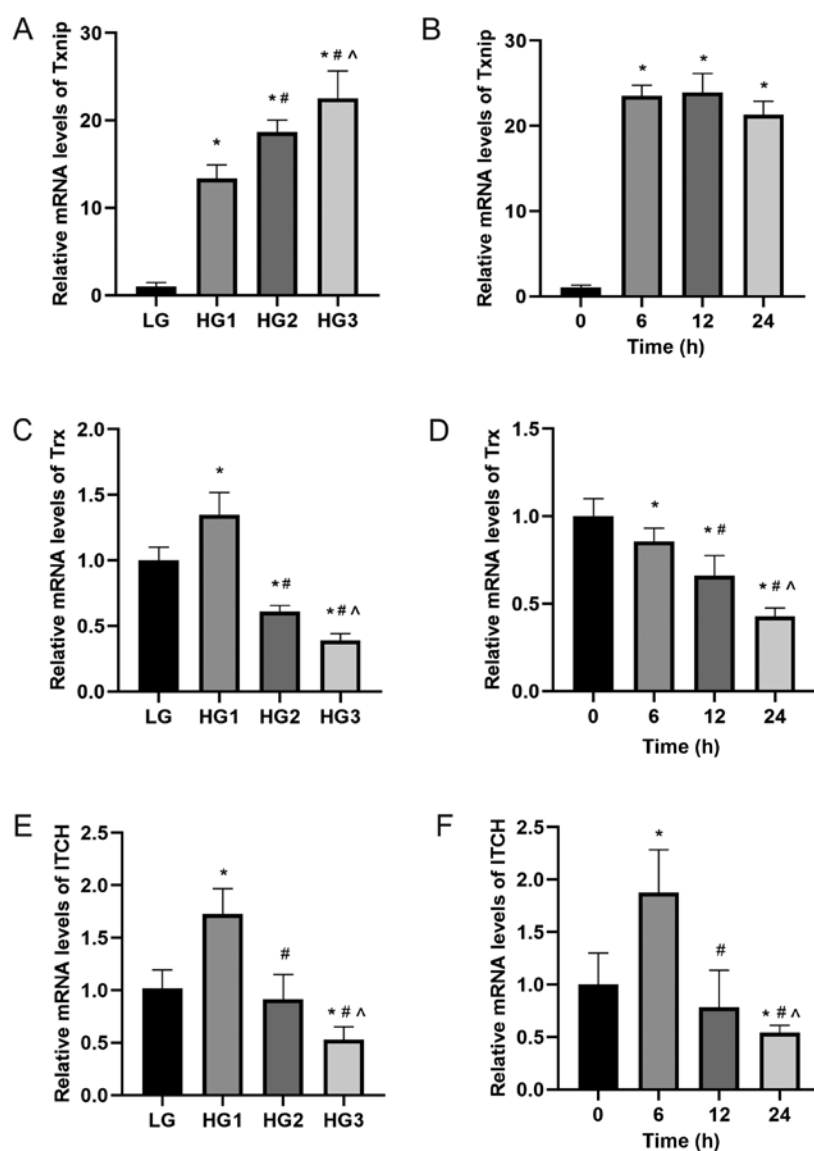 A
Relative mRNA levels of Txnip
30
20
10
0
*
* #
* # ^
LG HG1 HG2 HG3
B
Relative mRNA levels of Txnip
30
20
10
0
* * *
0 6 12 24
Time (h)
C
Relative mRNA levels of Trx
2.0
1.5
1.0
0.5
0.0
*
* #
* # ^
LG HG1 HG2 HG3
D
Relative mRNA levels of Trx
1.5
1.0
0.5
0.0
*
* #
* # ^
0 6 12 24
Time (h)
E
Relative mRNA levels of ITCH
2.5
2.0
1.5
1.0
0.5
0.0
*
#
* # ^
LG HG1 HG2 HG3
F
Relative mRNA levels of ITCH
2.5
2.0
1.5
1.0
0.5
0.0
*
#
* # ^
0 6 12 24
Time (h)